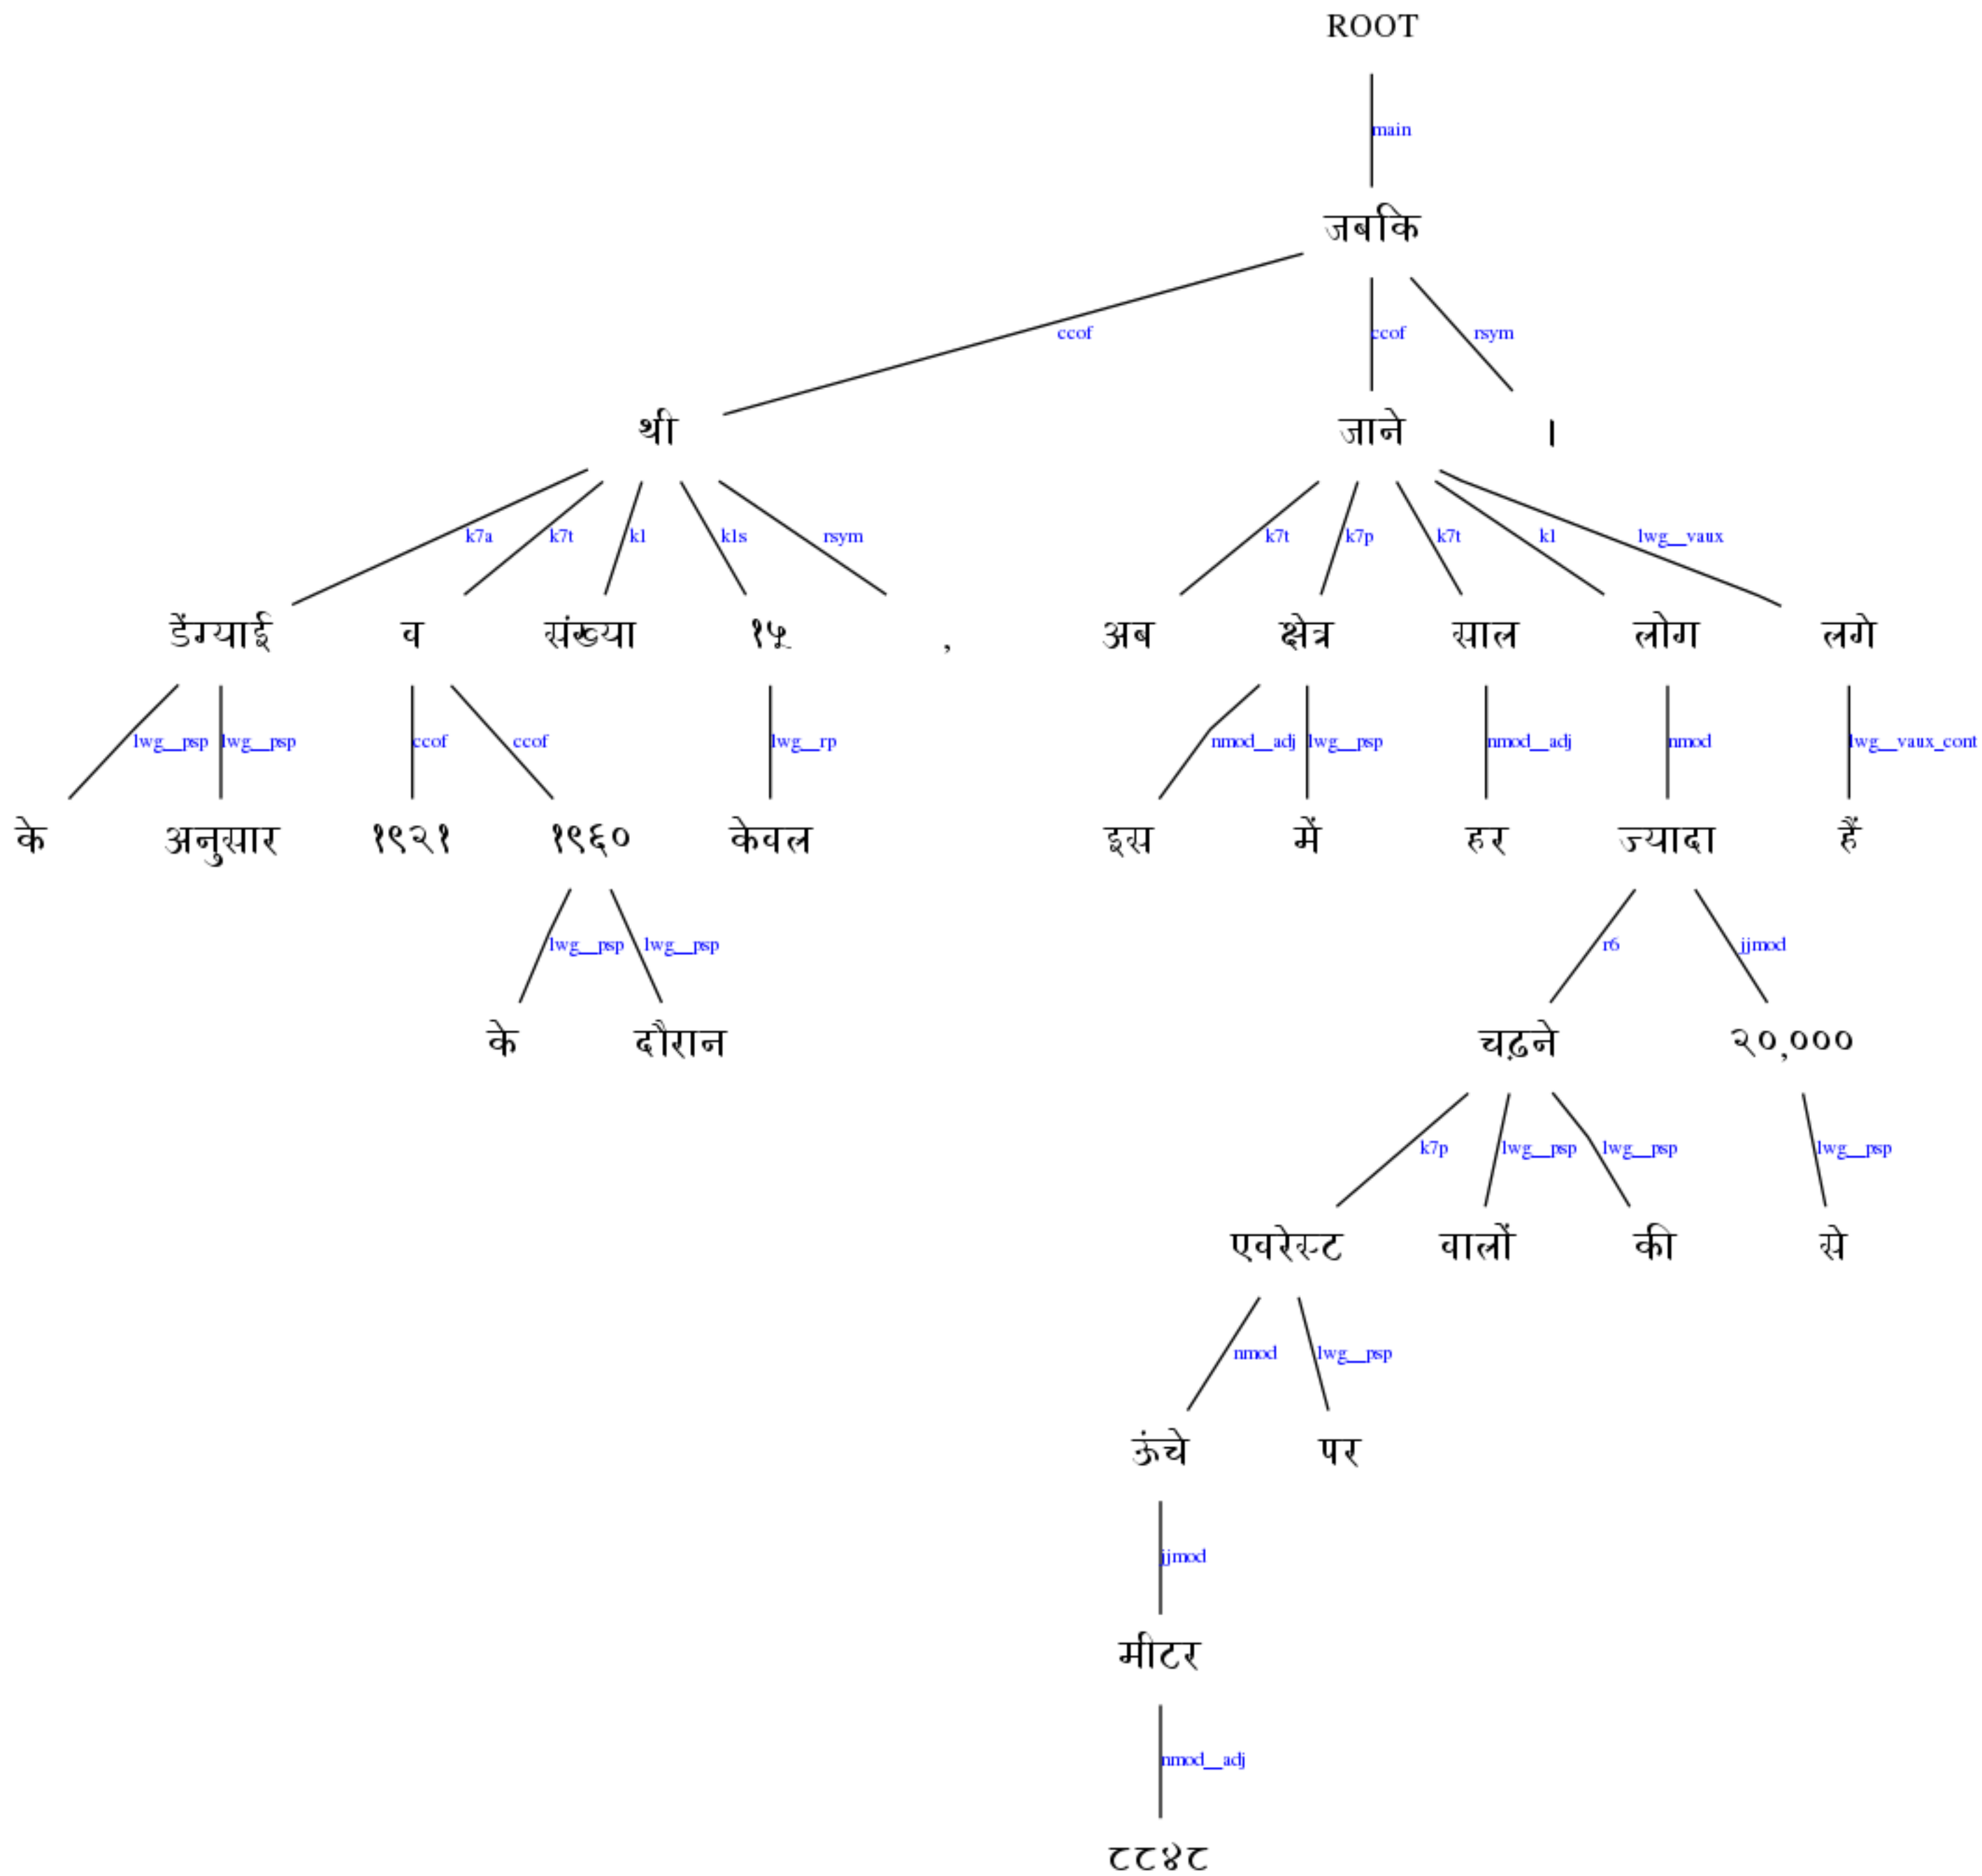 ROOT
main
जबकि
ccof ccof rsym
थी जाने ।
k7a k7t k1 k1s rsym k7t k7p k7t k1 lwg__vaux
डेंग्याई व संख्या १५ , अब क्षेत्र साल लोग लगे
lwg__psp lwg__psp ccof ccof lwg__rp nmod__adj lwg__psp nmod__adj nmod lwg__vaux_cont
के अनुसार १९२१ १९६० केवल इस में हर ज्यादा हैं
lwg__psp lwg__psp r6 jjmod
के दौरान चढ़ने २०,०००
k7p lwg__psp lwg__psp lwg__psp
एवरेस्ट वालों की से
nmod lwg__psp
ऊंचे पर
jjmod
मीटर
nmod__adj
८८४८